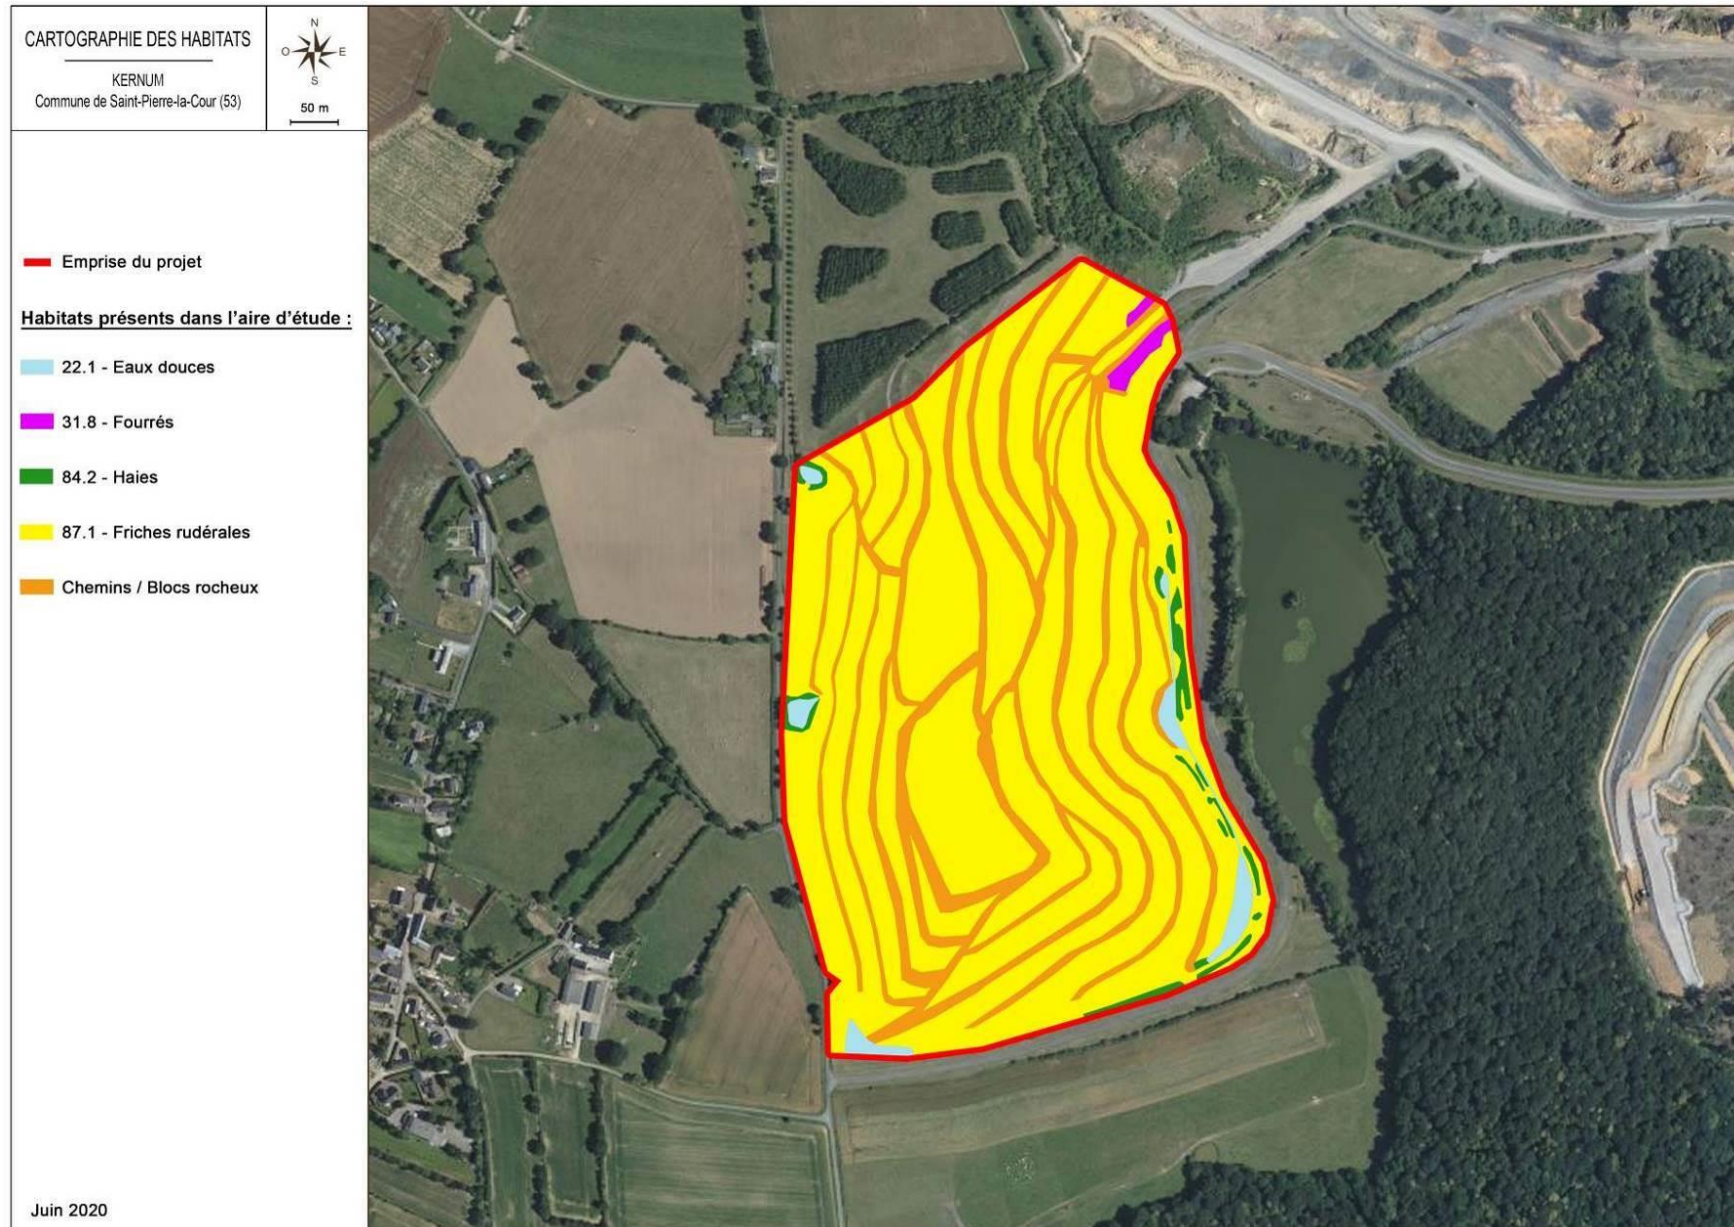 CARTOGRAPHIE DES HABITATS
KERNUM
Commune de Saint-Pierre-la-Cour (53)
N
O
E
S
50 m
Emprise du projet
Habitats présents dans l'aire d'étude :
22.1 - Eaux douces
31.8 - Fourrés
84.2 - Haies
87.1 - Friches rudérales
Chemins / Blocs rocheux
Juin 2020